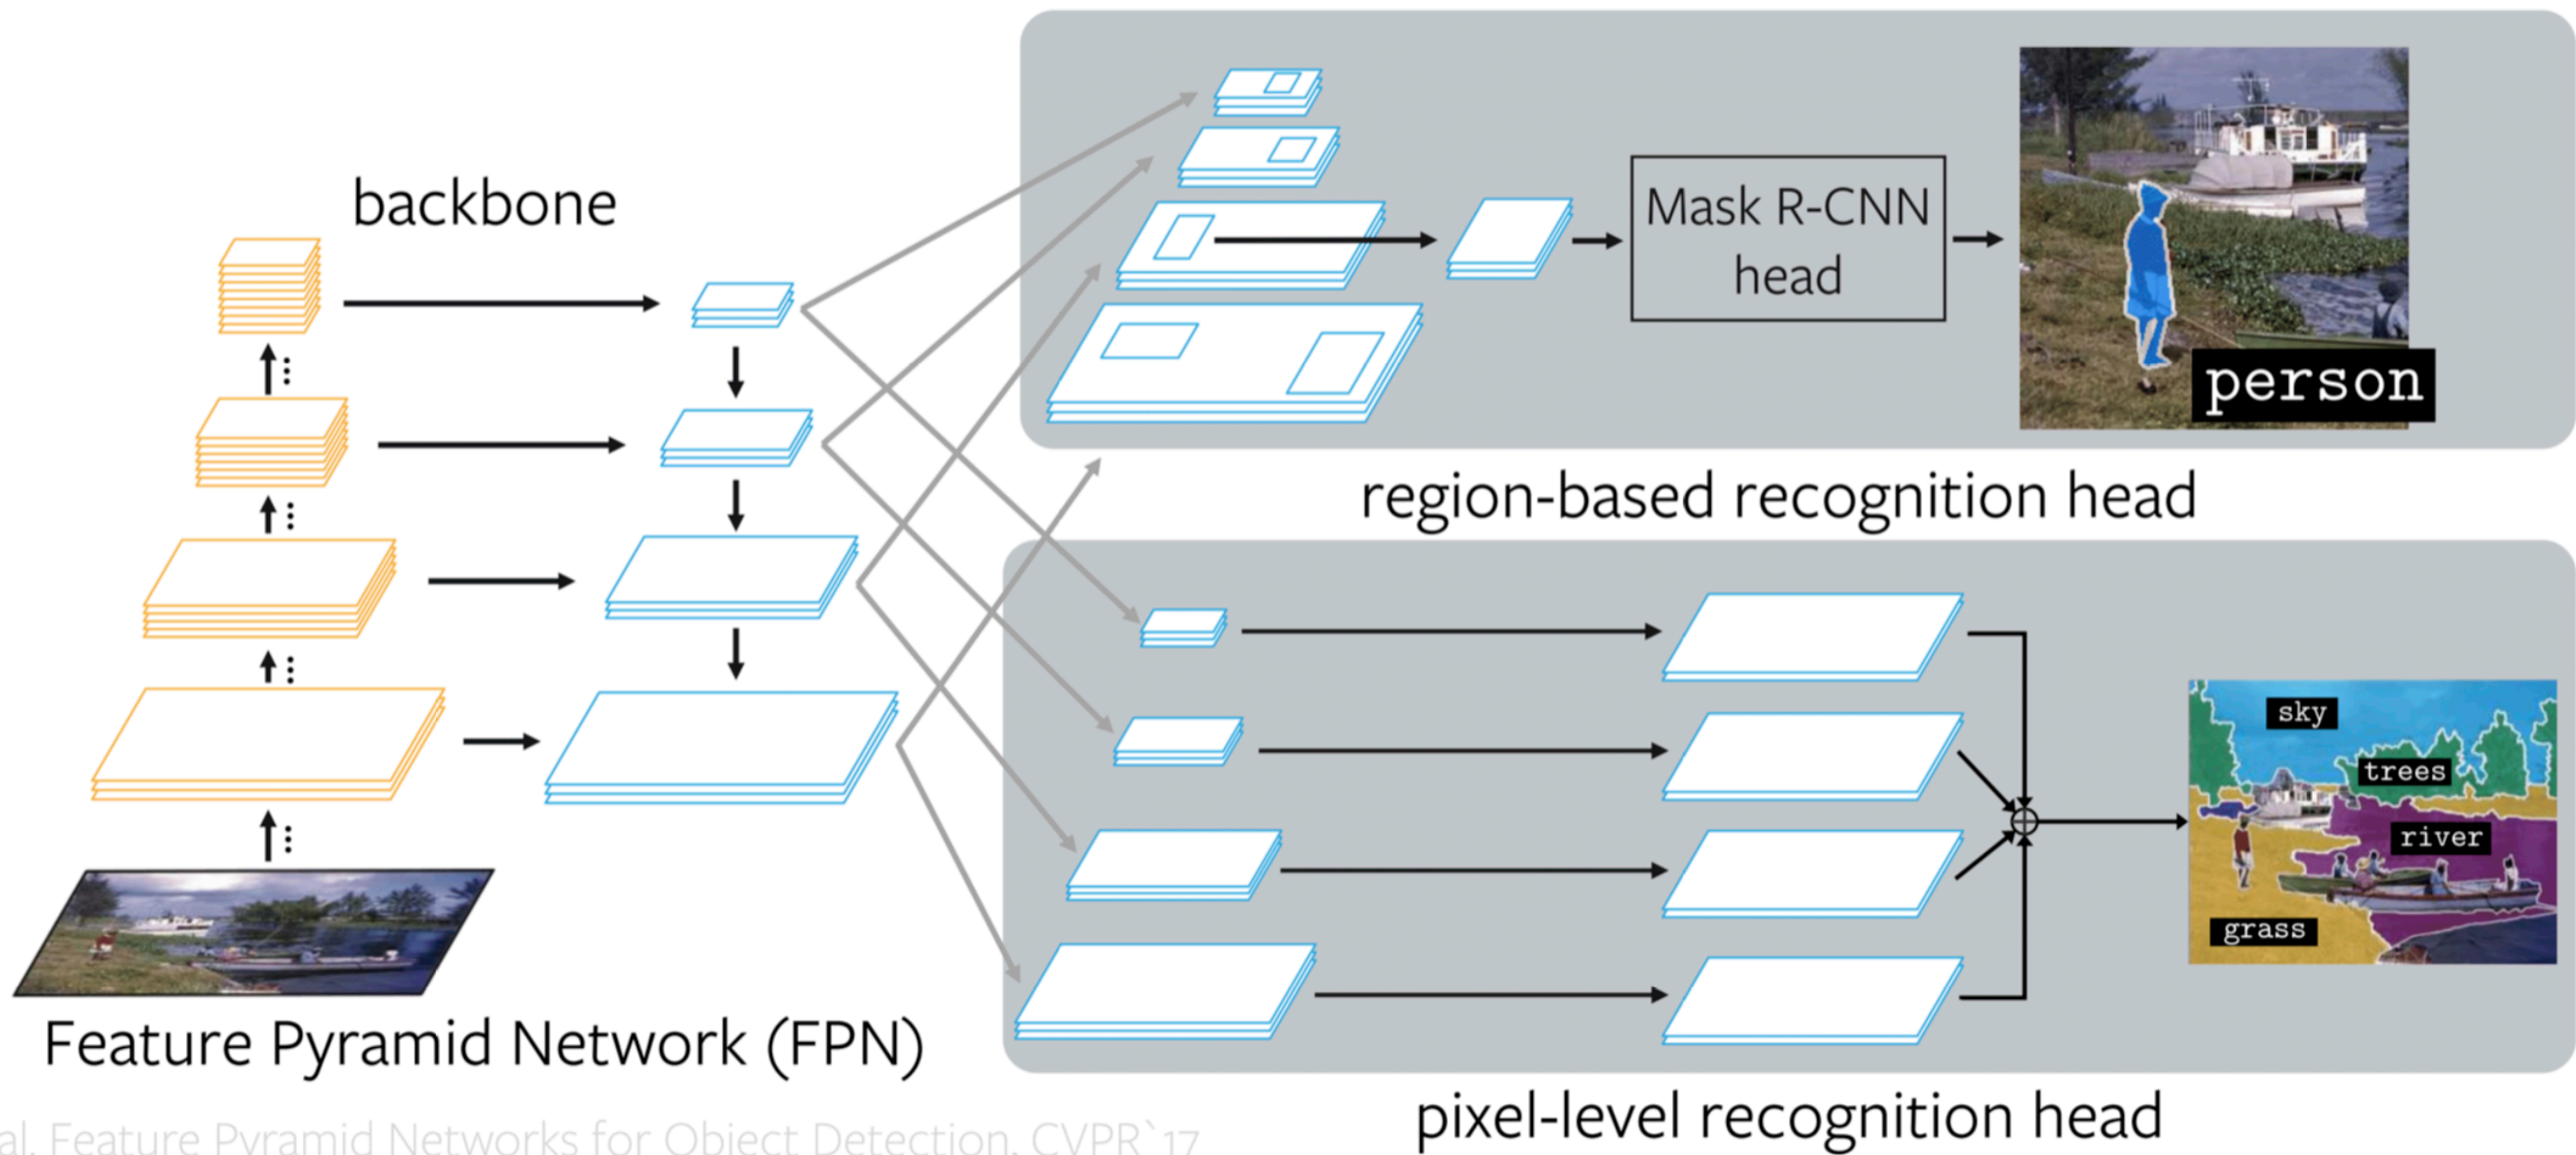 backbone
Mask R-CNN
head
person
region-based recognition head
sky
trees
river
grass
Feature Pyramid Network (FPN)
pixel-level recognition head
al. Feature Pyramid Networks for Object Detection, CVPR`17